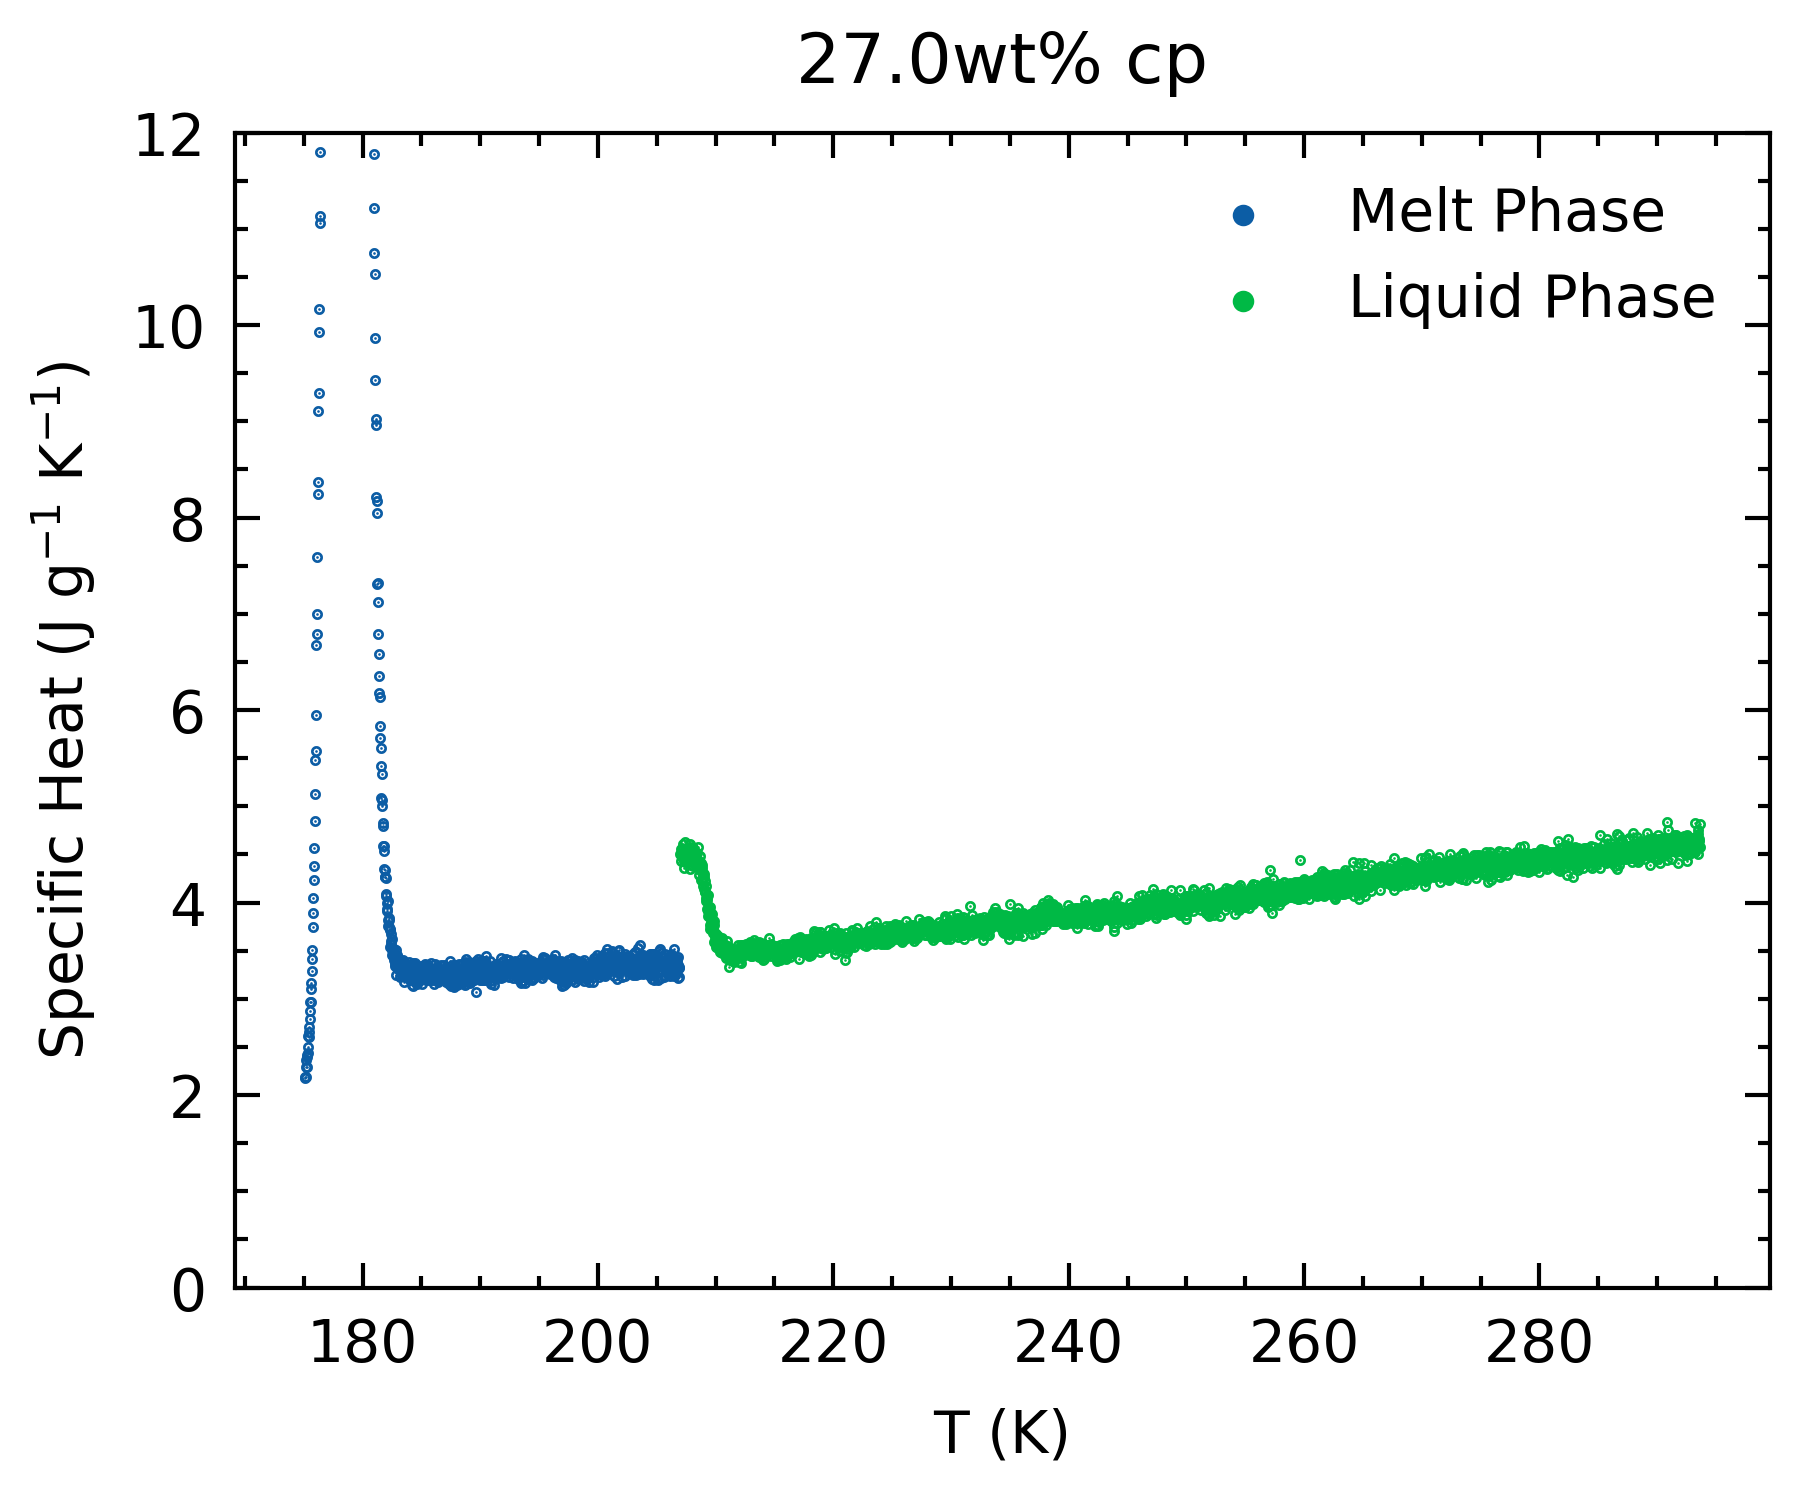 27.0wt% cp
Specific Heat (J g⁻¹ K⁻¹)
12
10
8
6
4
2
0
Melt Phase
Liquid Phase
180 200 220 240 260 280
T (K)